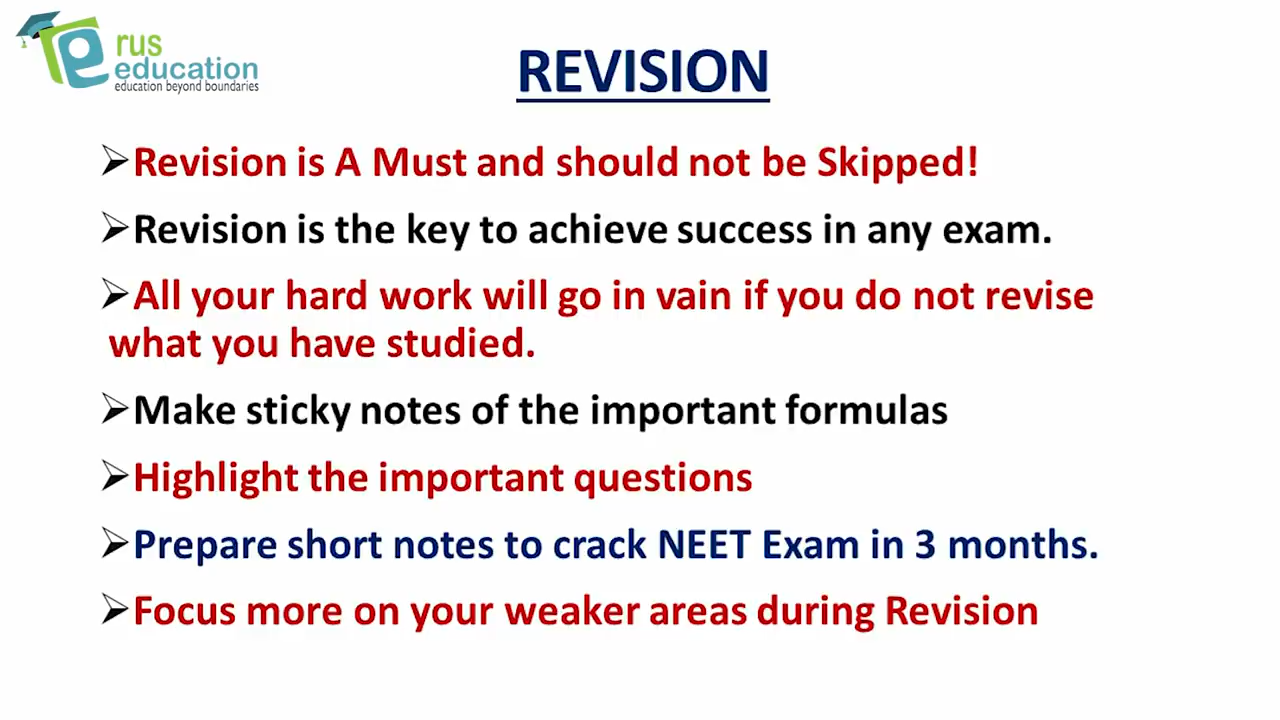 rus
education
education beyond boundaries
REVISION
➢Revision is A Must and should not be Skipped!
➢Revision is the key to achieve success in any exam.
➢All your hard work will go in vain if you do not revise
what you have studied.
➢Make sticky notes of the important formulas
➢Highlight the important questions
➢Prepare short notes to crack NEET Exam in 3 months.
➢Focus more on your weaker areas during Revision